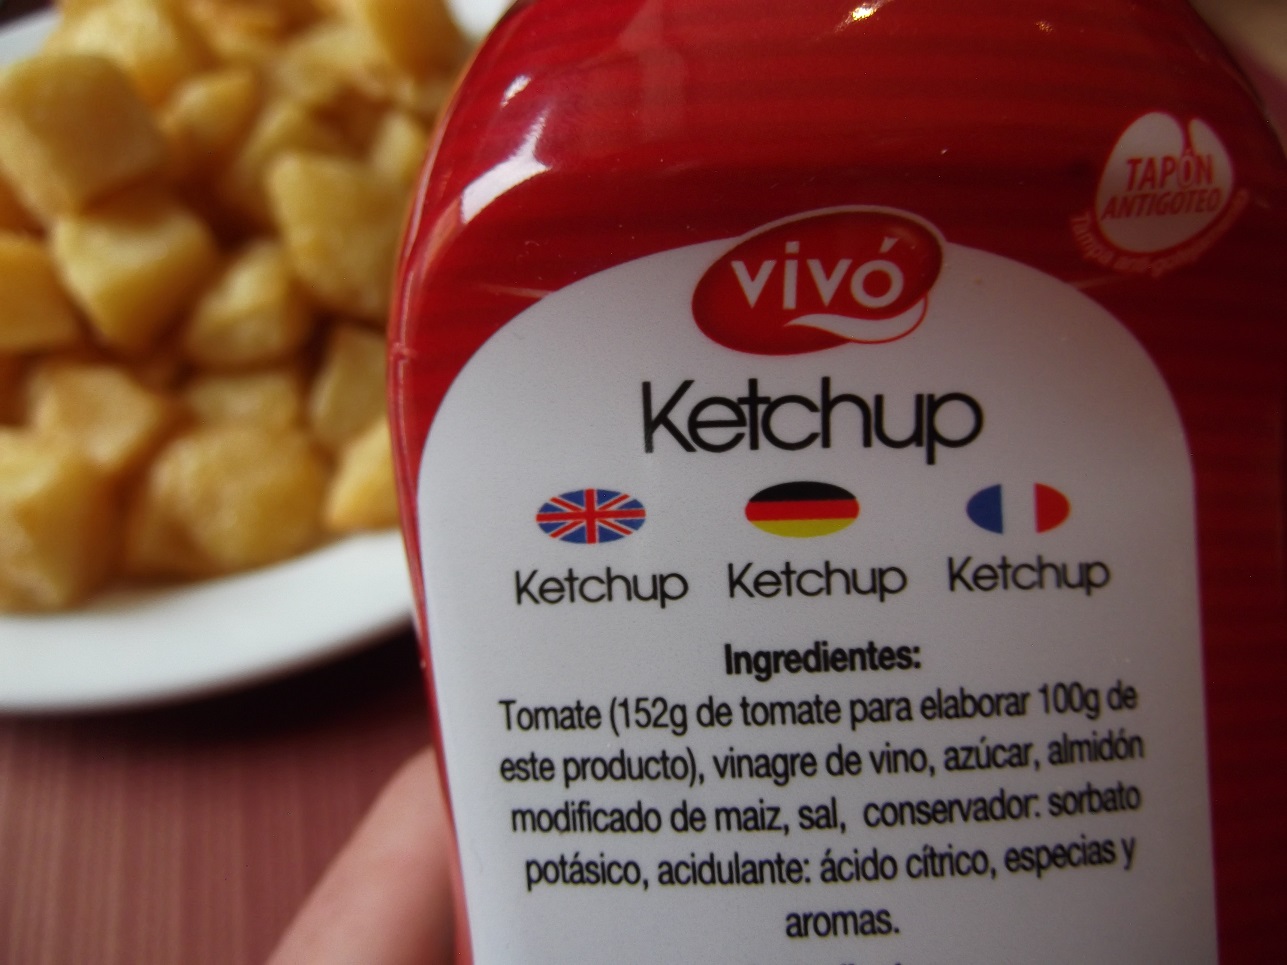 TAPÓN
ANTIGOTEO
vivó
Ketchup
Ketchup Ketchup Ketchup
Ingredientes:
Tomate (152g de tomate para elaborar 100g de
este producto), vinagre de vino, azúcar, almidón
modificado de maiz, sal, conservador: sorbato
potásico, acidulante: ácido cítrico, especias y
aromas.